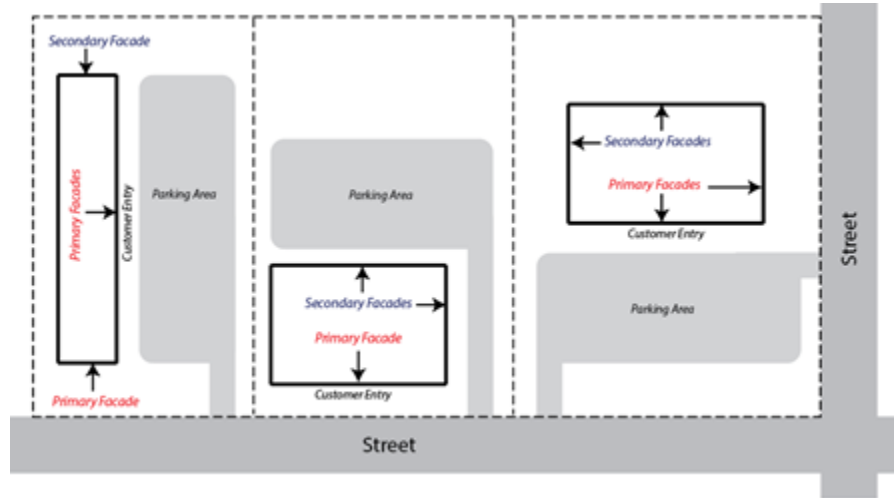 Secondary Facade
Primary Facades
Customer Entry
Parking Area
Primary Facade
Parking Area
Secondary Facades
Primary Facade
Customer Entry
Secondary Facades
Primary Facades
Customer Entry
Parking Area
Street
Street